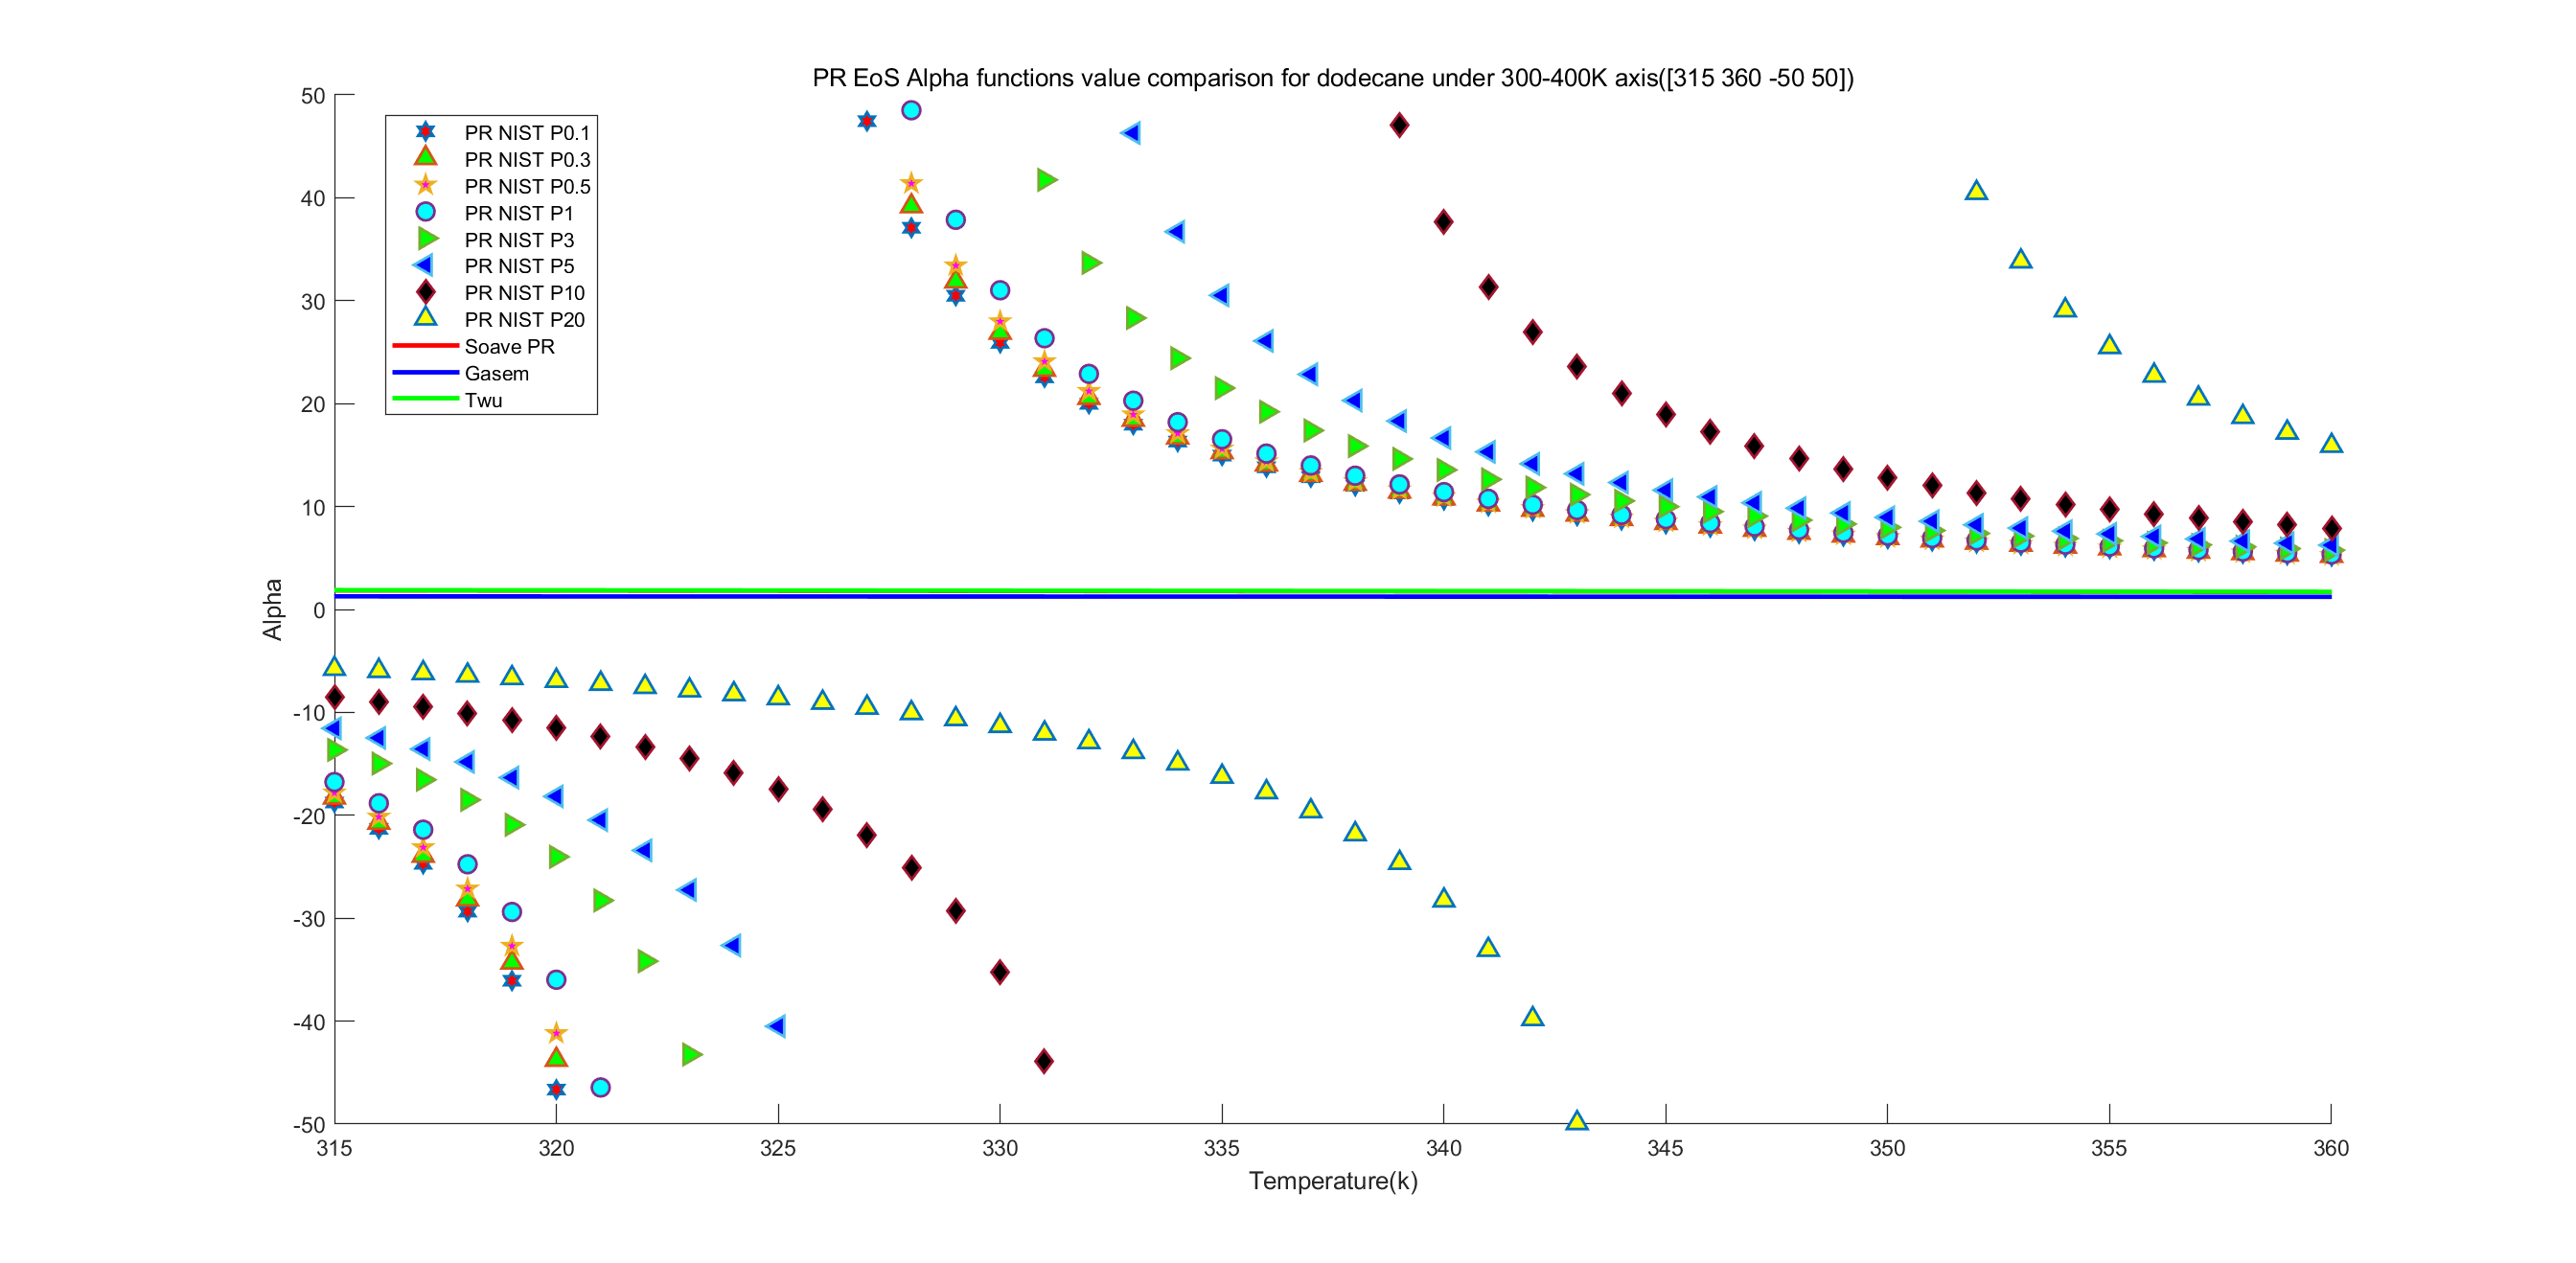 PR EoS Alpha functions value comparison for dodecane under 300-400K axis([315 360 -50 50])
50
40
30
20
10
0
-10
-20
-30
-40
-50
Alpha
PR NIST P0.1
PR NIST P0.3
PR NIST P0.5
PR NIST P1
PR NIST P3
PR NIST P5
PR NIST P10
PR NIST P20
Soave PR
Gasem
Twu
315 320 325 330 335 340 345 350 355 360
Temperature(k)